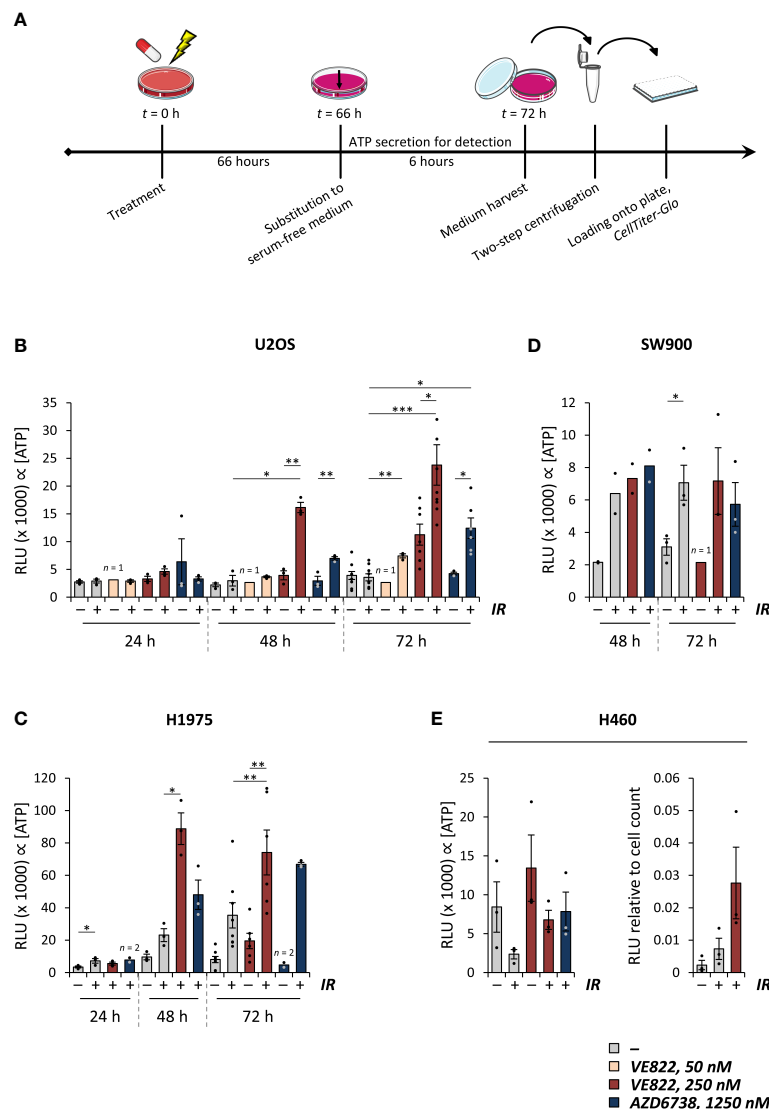 A
t = 0 h
t = 66 h
t = 72 h
ATP secretion for detection
66 hours
6 hours
Treatment
Substitution to
serum-free medium
Medium harvest
Two-step centrifugation
Loading onto plate,
CellTiter-Glo
B
U2OS
RLU (x 1000) ∝ [ATP]
35
30
25
20
15
10
5
0
n = 1
n = 1
n = 1
* ** **
* *** * ** *
− + − + − + − + − + − + − + − + − + − + − + − + IR
24 h 48 h 72 h
D
SW900
RLU (x 1000) ∝ [ATP]
12
10
8
6
4
2
0
*
n = 1
− + + + − + − + + IR
48 h 72 h
C
H1975
RLU (x 1000) ∝ [ATP]
120
100
80
60
40
20
0
* n = 2
*
** **
n = 2
− + + + − + + + − + − + − + IR
24 h 48 h 72 h
E
H460
RLU (x 1000) ∝ [ATP]
25
20
15
10
5
0
− + − + + 
RLU relative to cell count
0.06
0.05
0.04
0.03
0.02
0.01
0
− + + IR
−
VE822, 50 nM
VE822, 250 nM
AZD6738, 1250 nM